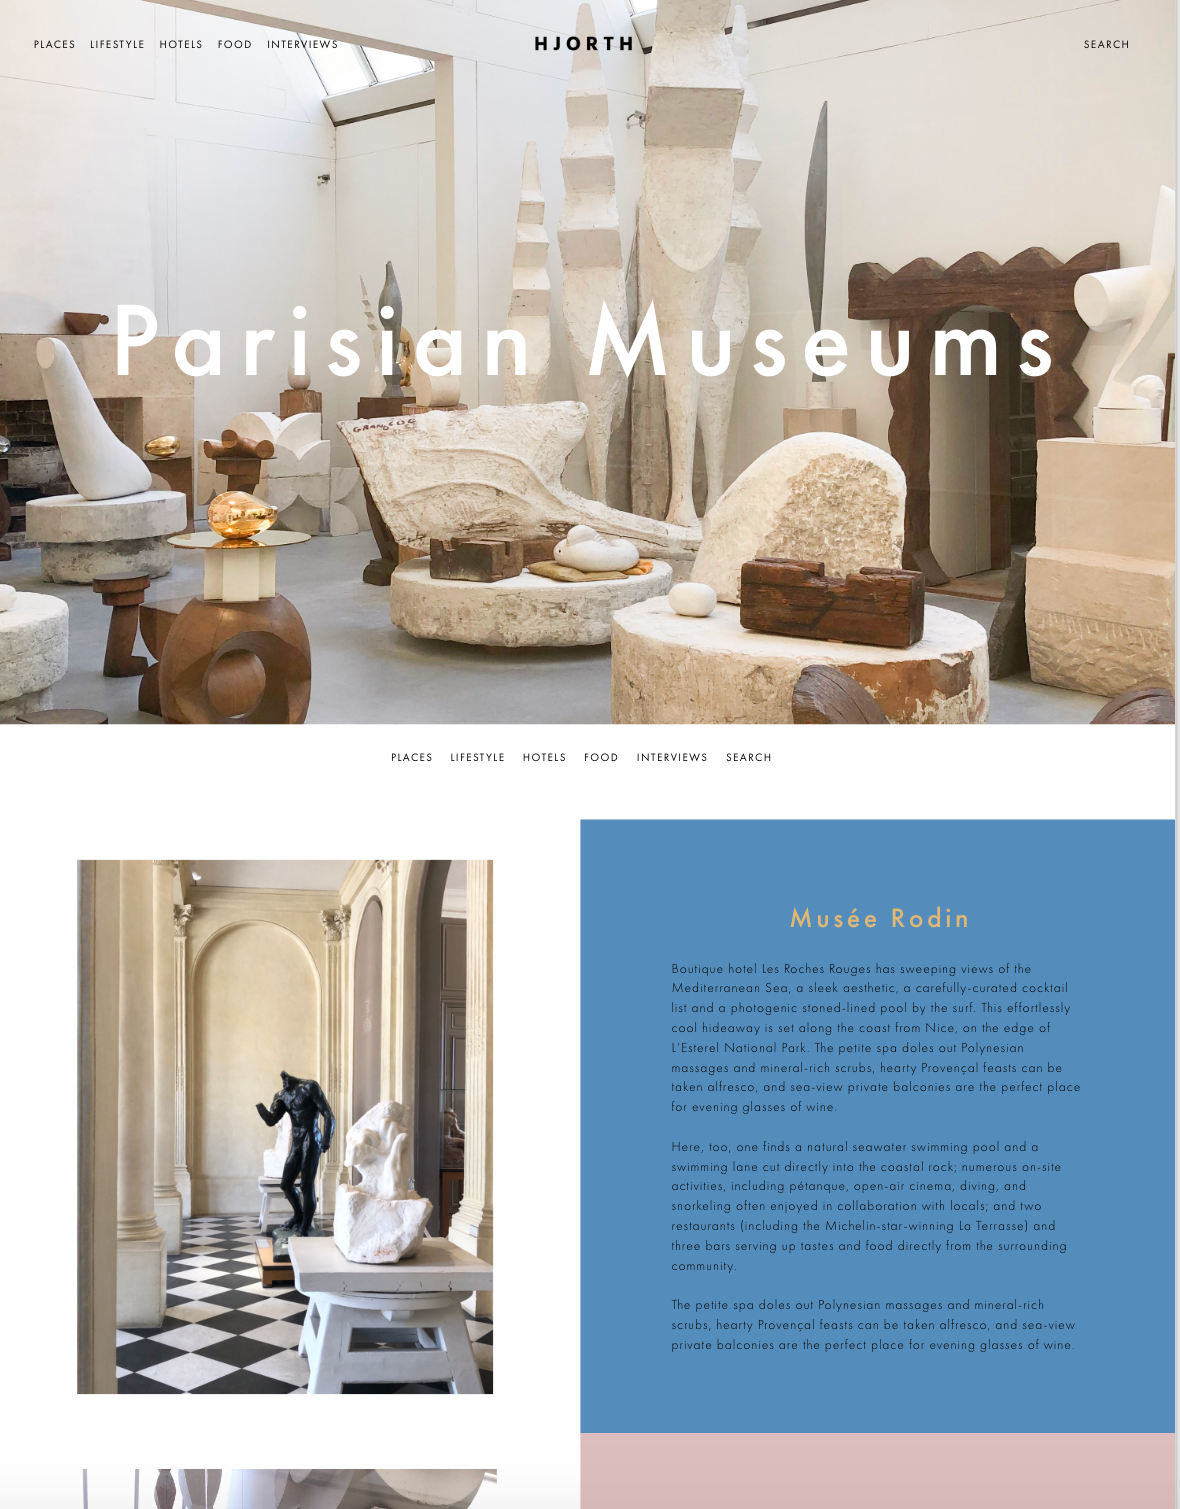 PLACES LIFESTYLE HOTELS FOOD INTERVIEWS HJORTH SEARCH
Parisian Museums
GRAND COQ
PLACES LIFESTYLE HOTELS FOOD INTERVIEWS SEARCH
Musée Rodin
Boutique hotel Les Roches Rouges has sweeping views of the
Mediterranean Sea, a sleek aesthetic, a carefully-curated cocktail
list and a photogenic stoned-lined pool by the surf. This effortlessly
cool hideaway is set along the coast from Nice, on the edge of
L'Esterel National Park. The petite spa doles out Polynesian
massages and mineral-rich scrubs, hearty Provençal feasts can be
taken alfresco, and sea-view private balconies are the perfect place
for evening glasses of wine.
Here, too, one finds a natural seawater swimming pool and a
swimming lane cut directly into the coastal rock; numerous on-site
activities, including pétanque, open-air cinema, diving, and
snorkeling often enjoyed in collaboration with locals; and two
restaurants (including the Michelin-star-winning La Terrasse) and
three bars serving up tastes and food directly from the surrounding
community.
The petite spa doles out Polynesian massages and mineral-rich
scrubs, hearty Provençal feasts can be taken alfresco, and sea-view
private balconies are the perfect place for evening glasses of wine.